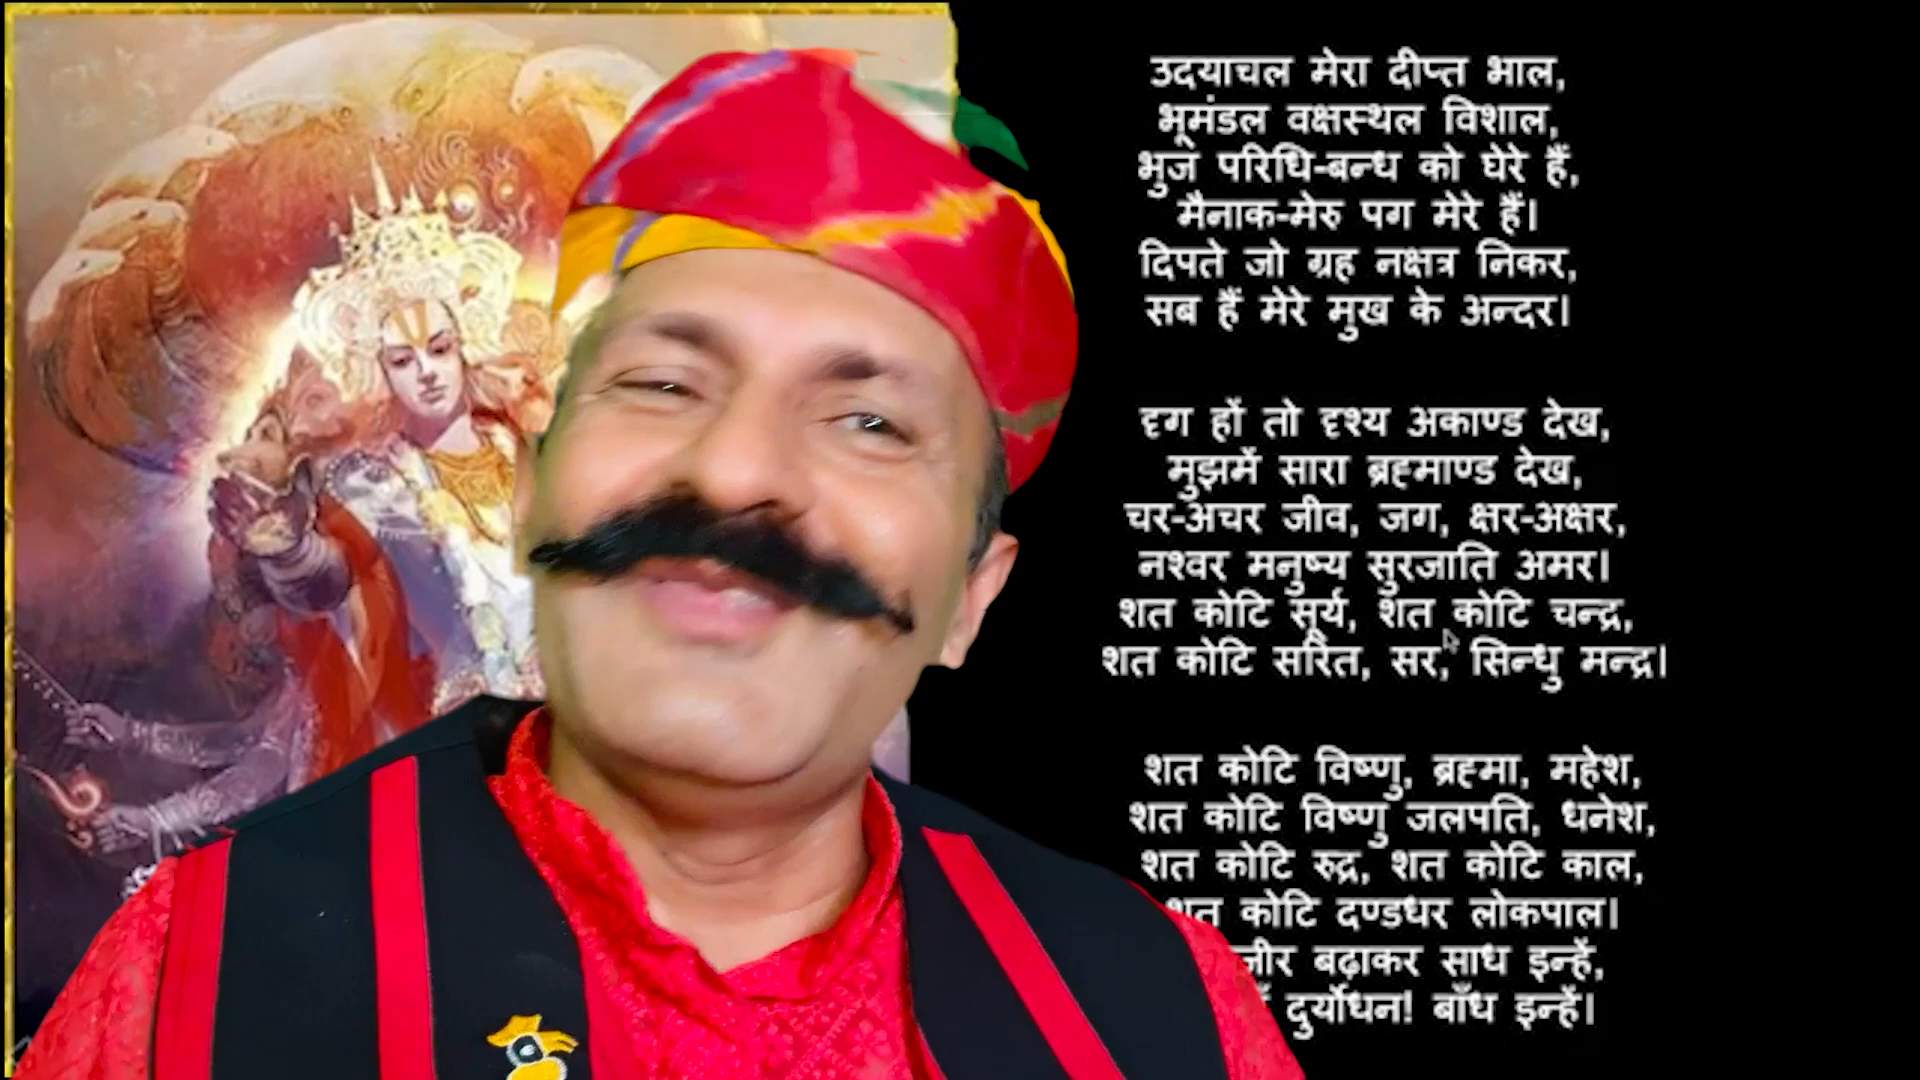 उदयाचल मेरा दीप्त भाल,
भूमंडल वक्षस्थल विशाल,
भुज परिधि-बन्ध को घेरे हैं,
मैनाक-मेरु पग मेरे हैं।
दिपते जो ग्रह नक्षत्र निकर,
सब हैं मेरे मुख के अन्दर।
दृग हों तो दृश्य अकाण्ड देख,
मुझमें सारा ब्रह्माण्ड देख,
चर-अचर जीव, जग, क्षर-अक्षर,
नश्वर मनुष्य सुरजाति अमर।
शत कोटि सूर्य, शत कोटि चन्द्र,
शत कोटि सरित, सर, सिन्धु मन्द्र।
शत कोटि विष्णु, ब्रह्मा, महेश,
शत कोटि विष्णु जलपति, धनेश,
शत कोटि रुद्र, शत कोटि काल,
शत कोटि दण्डधर लोकपाल।
बढ़ाकर साध इन्हें,
दुर्योधन! बाँध इन्हें।